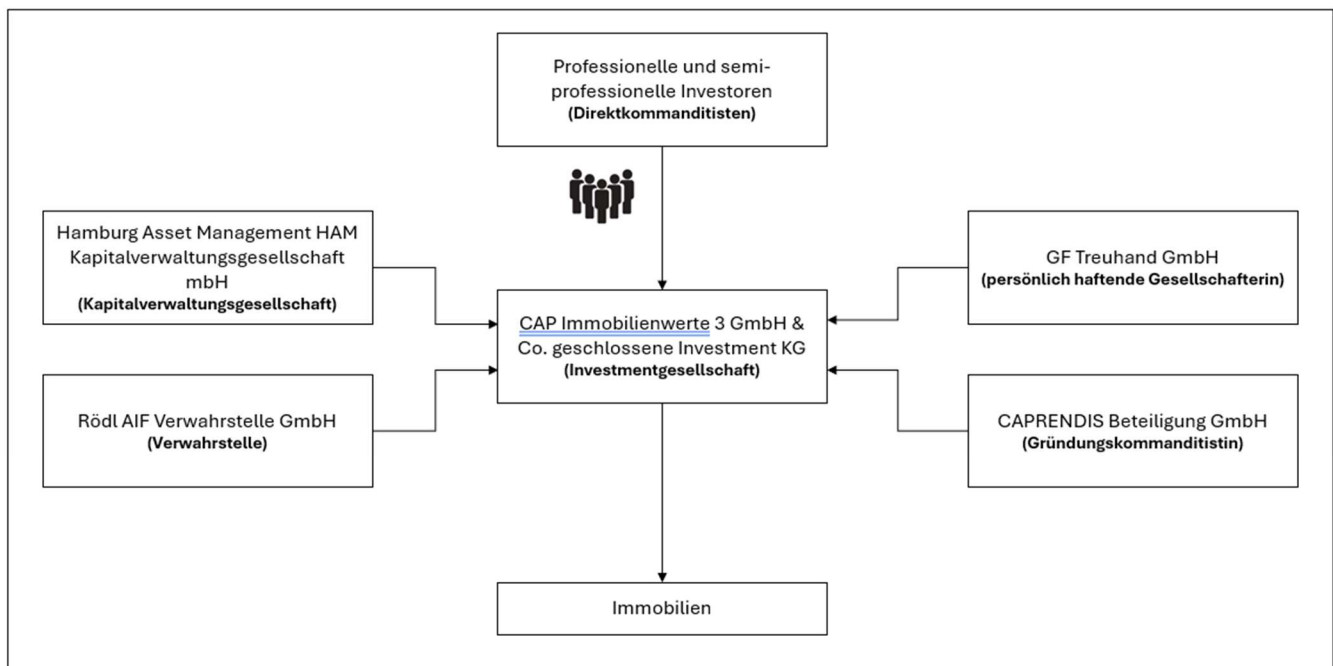 Professionelle und semi-
professionelle Investoren
(Direktkommanditisten)
Hamburg Asset Management HAM
Kapitalverwaltungsgesellschaft
mbH
(Kapitalverwaltungsgesellschaft)
GF Treuhand GmbH
(persönlich haftende Gesellschafterin)
CAP Immobilienwerte 3 GmbH &
Co. geschlossene Investment KG
(Investmentgesellschaft)
Rödl AIF Verwahrstelle GmbH
(Verwahrstelle)
CAPRENDIS Beteiligung GmbH
(Gründungskommanditistin)
Immobilien